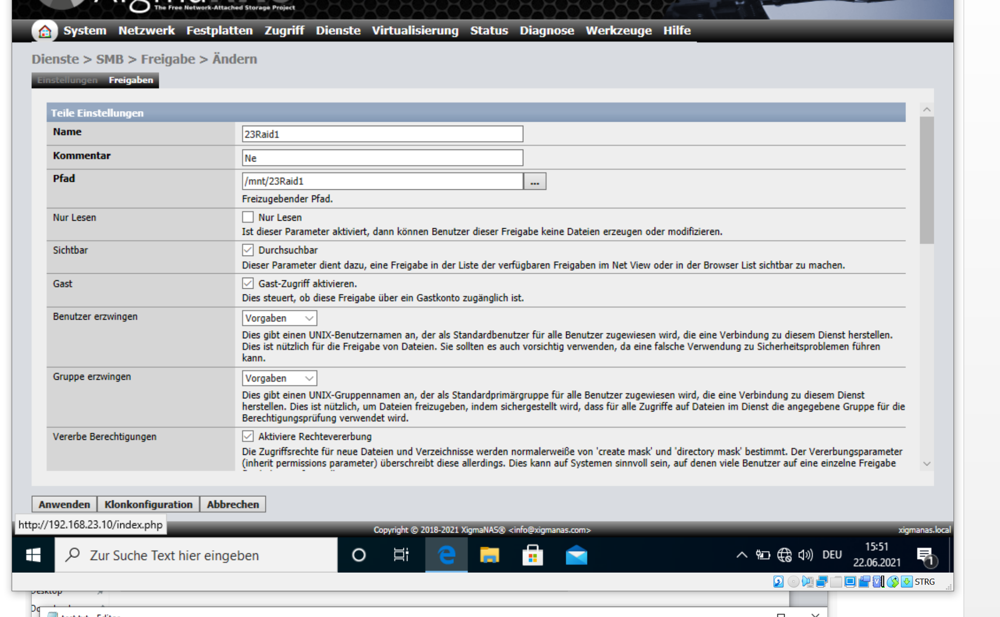 The Free Network-Attached Storage Project
System Netzwerk Festplatten Zugriff Dienste Virtualisierung Status Diagnose Werkzeuge Hilfe
Dienste > SMB > Freigabe > Ändern
Einstellungen Freigaben
Teile Einstellungen
Name 23Raid1
Kommentar Ne
Pfad /mnt/23Raid1 ...
Freizugebender Pfad.
Nur Lesen Nur Lesen
Ist dieser Parameter aktiviert, dann können Benutzer dieser Freigabe keine Dateien erzeugen oder modifizieren.
Sichtbar Durchsuchbar
Dieser Parameter dient dazu, eine Freigabe in der Liste der verfügbaren Freigaben im Net View oder in der Browser List sichtbar zu machen.
Gast Gast-Zugriff aktivieren.
Dies steuert, ob diese Freigabe über ein Gastkonto zugänglich ist.
Benutzer erzwingen Vorgaben
Dies gibt einen UNIX-Benutzernamen an, der als Standardbenutzer für alle Benutzer zugewiesen wird, die eine Verbindung zu diesem Dienst herstellen.
Dies ist nützlich für die Freigabe von Dateien. Sie sollten es auch vorsichtig verwenden, da eine falsche Verwendung zu Sicherheitsproblemen führen
kann.
Gruppe erzwingen Vorgaben
Dies gibt einen UNIX-Gruppennamen an, der als Standardprimärgruppe für alle Benutzer zugewiesen wird, die eine Verbindung zu diesem Dienst
herstellen. Dies ist nützlich, um Dateien freizugeben, indem sichergestellt wird, dass für alle Zugriffe auf Dateien im Dienst die angegebene Gruppe für die
Berechtigungsprüfung verwendet wird.
Vererbe Berechtigungen Aktiviere Rechtevererbung
Die Zugriffsrechte für neue Dateien und Verzeichnisse werden normalerweiße von 'create mask' und 'directory mask' bestimmt. Der Vererbungsparameter
(inherit permissions parameter) überschreibt diese allerdings. Dies kann auf Systemen sinnvoll sein, auf denen viele Benutzer auf eine einzelne Freigabe
Anwenden Klonkonfiguration Abbrechen
http://192.168.23.10/index.php
Copyright © 2018-2021 XigmaNAS® <info@xigmanas.com> xigmanas.local
Zur Suche Text hier eingeben DEU 15:51
22.06.2021 1
STRG
Desktop